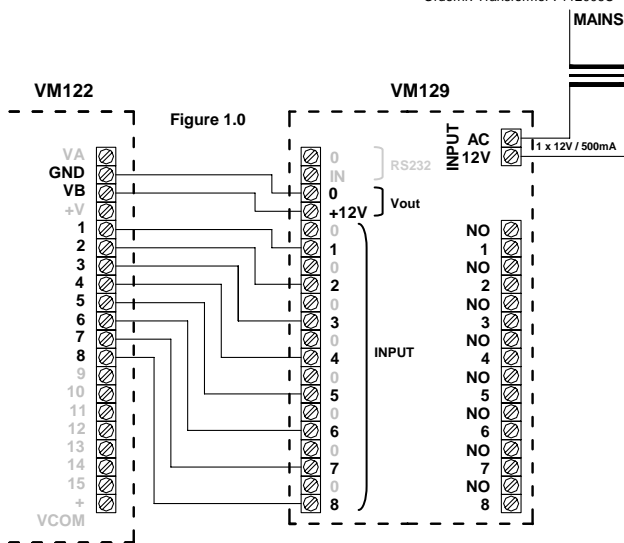 MAINS
VM122
VM129
Figure 1.0
VA
GND
VB
+V
1
2
3
4
5
6
7
8
9
10
11
12
13
14
15
+
VCOM
0
IN
RS232
0
+12V
Vout
0
1
0
2
0
3
0
4
0
5
0
6
0
7
0
8
INPUT
INPUT
AC
12V
1 x 12V / 500mA
NO
1
NO
2
NO
3
NO
4
NO
5
NO
6
NO
7
NO
8